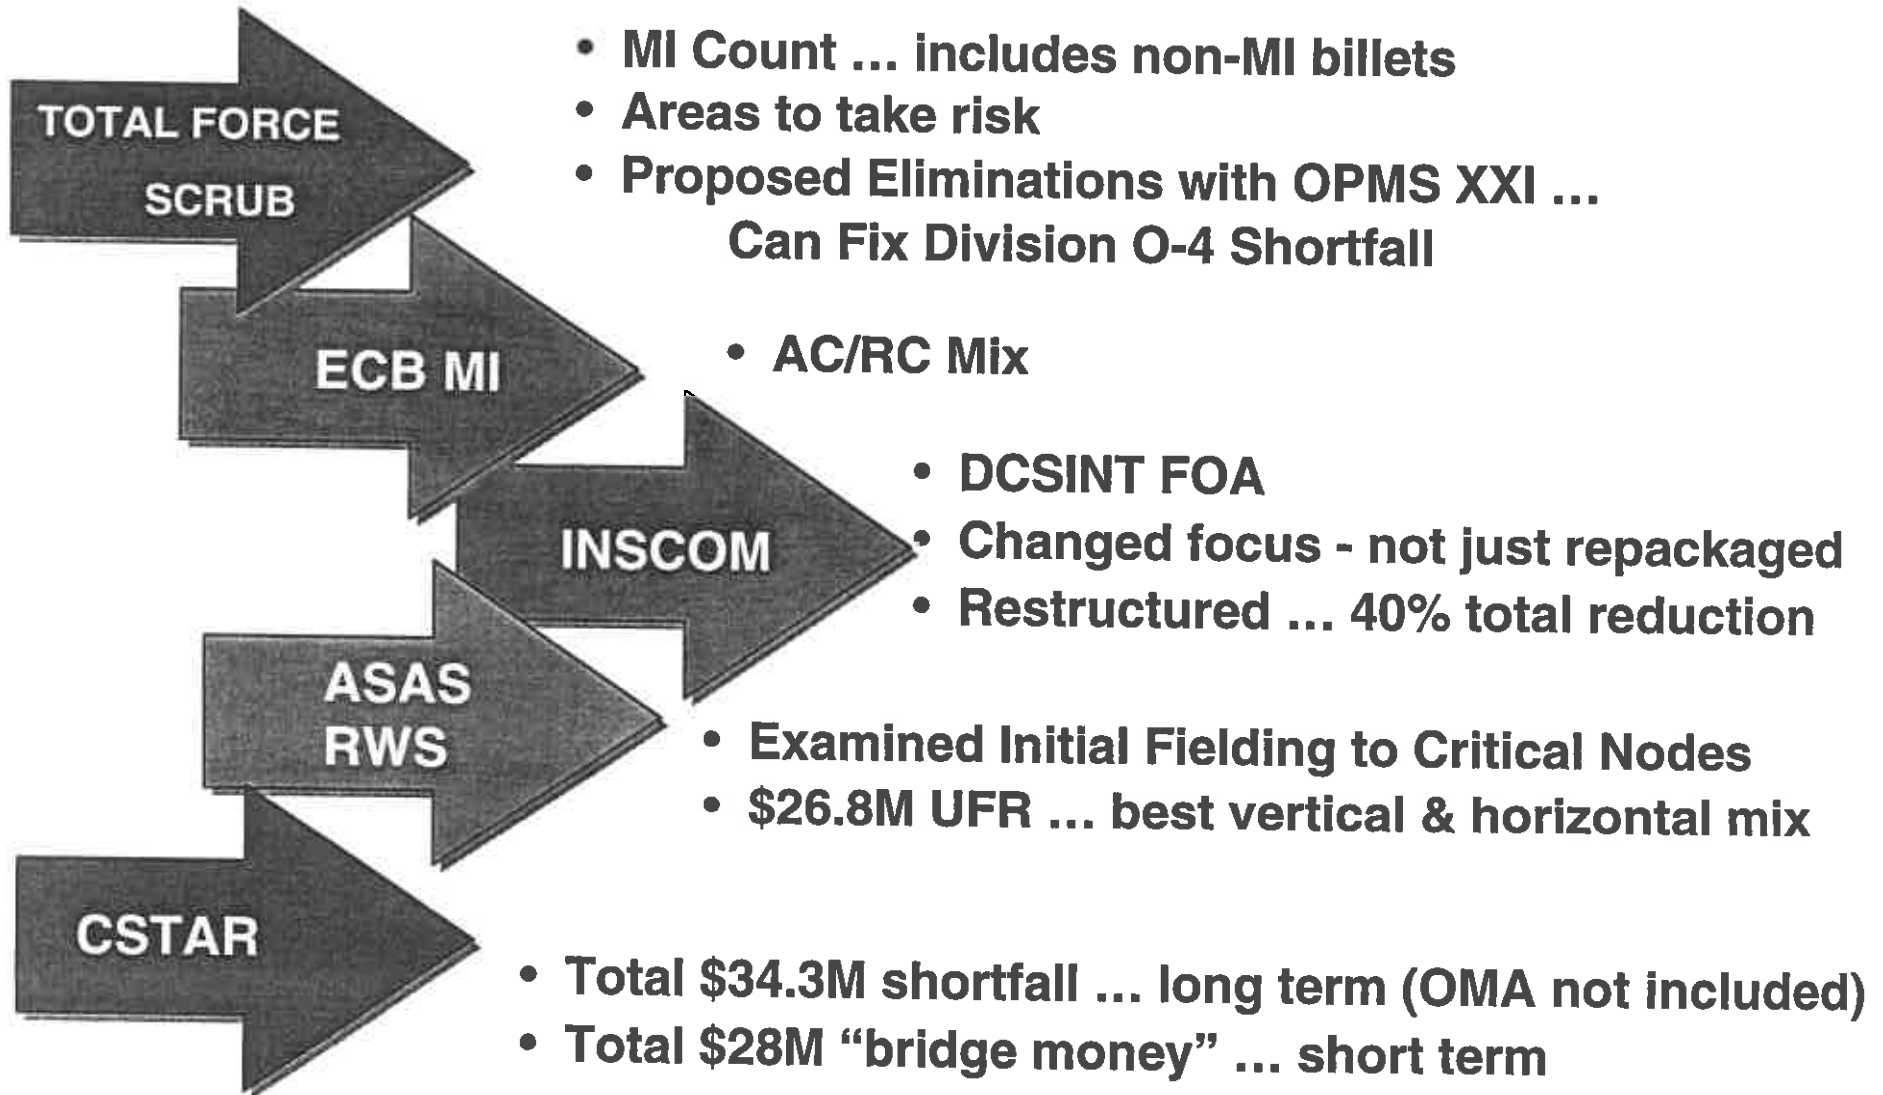 TOTAL FORCE
SCRUB
• MI Count ... includes non-MI billets
• Areas to take risk
• Proposed Eliminations with OPMS XXI ...
Can Fix Division O-4 Shortfall
ECB MI
• AC/RC Mix
INSCOM
• DCSINT FOA
• Changed focus - not just repackaged
• Restructured ... 40% total reduction
ASAS
RWS
• Examined Initial Fielding to Critical Nodes
• $26.8M UFR ... best vertical & horizontal mix
CSTAR
• Total $34.3M shortfall ... long term (OMA not included)
• Total $28M “bridge money” ... short term